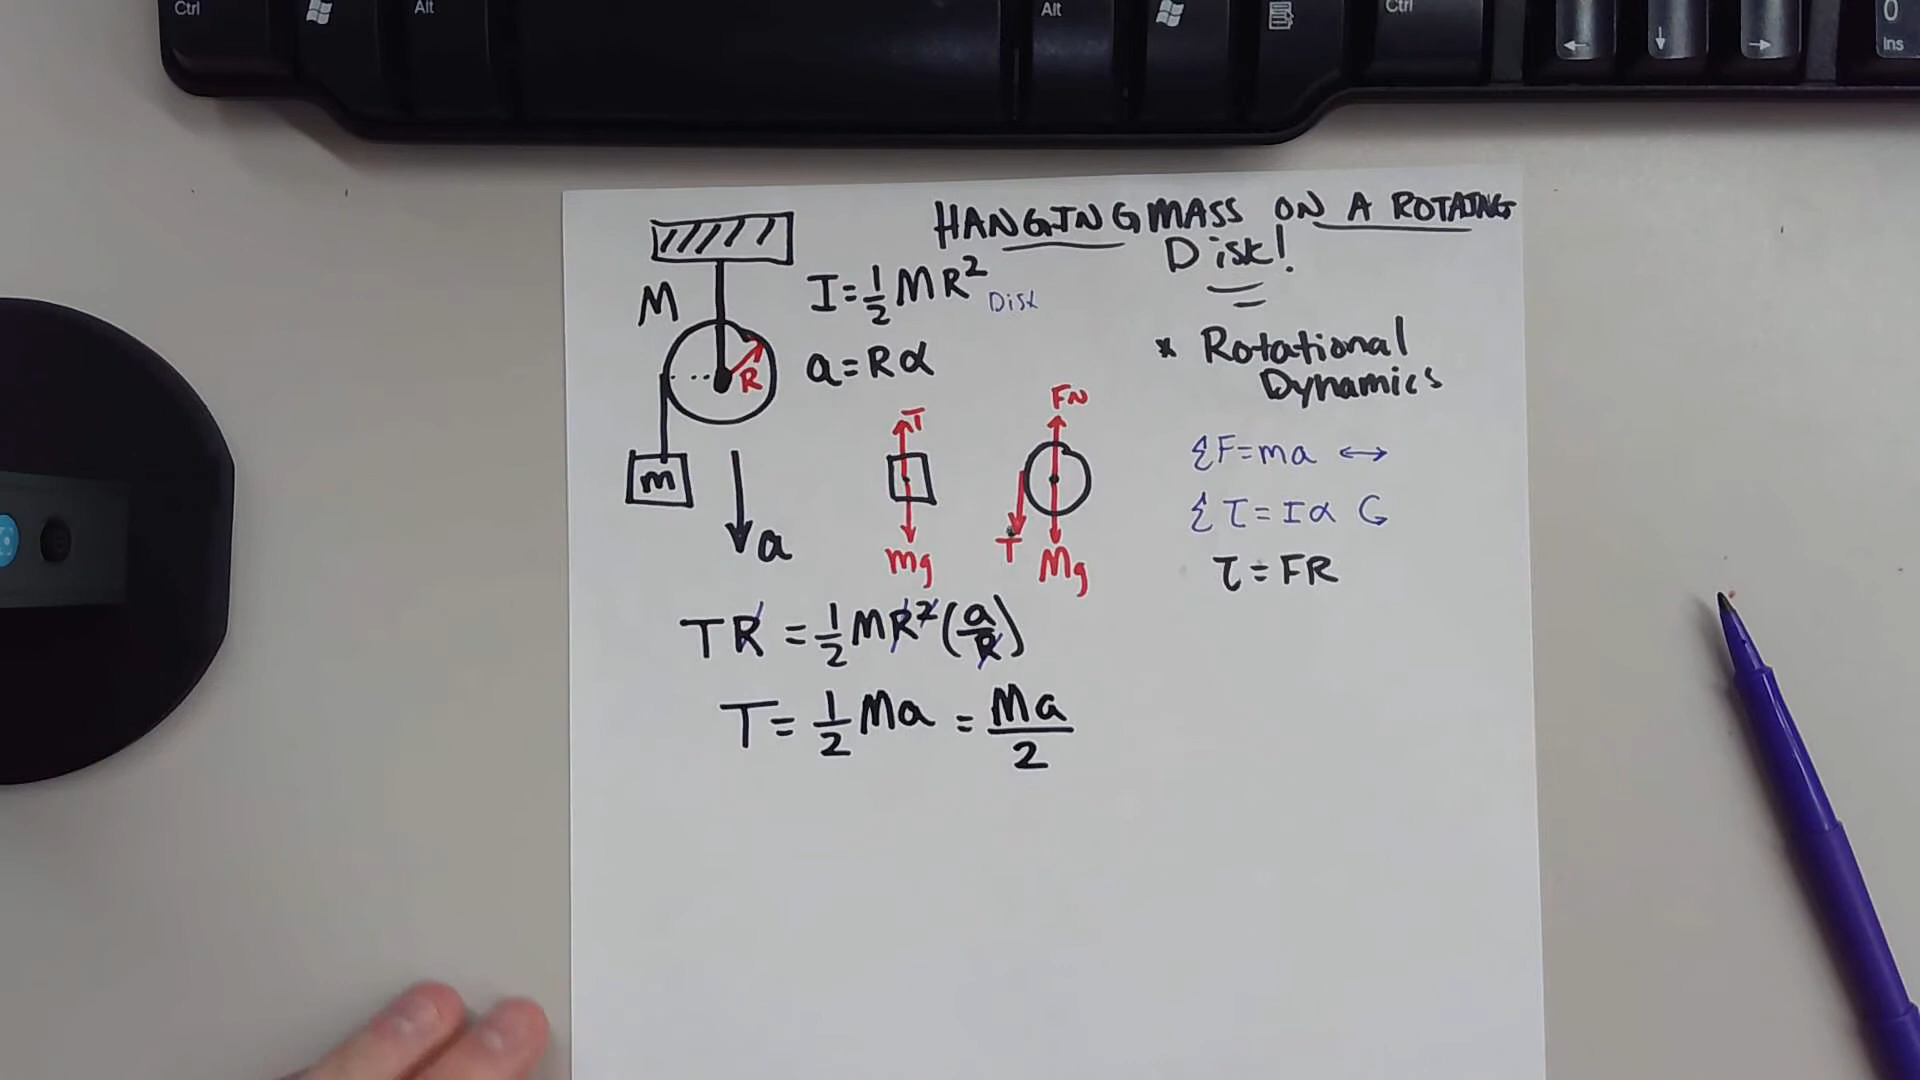 Ctrl
Alt
Alt
Ctrl
0
Ins
HANGING MASS ON A ROTAING
Disk!
M
I=½MR² Disk
R
a=Rα
* Rotational
Dynamics
T
FN
m
ΣF=ma ↔
a
mg
T
Mg
Στ=Iα G
τ=FR
TR = ½MR²(a/R)
T = ½Ma = Ma/2